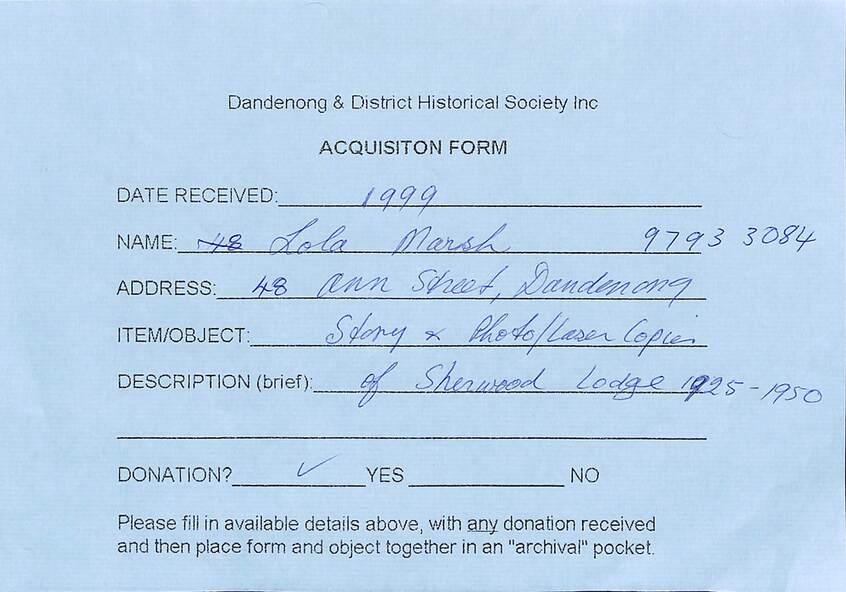 Dandenong & District Historical Society Inc
ACQUISITON FORM
DATE RECEIVED: 1999
NAME: 48 Lola Marsh 9793 3084
ADDRESS: 48 Ann Street, Dandenong
ITEM/OBJECT: Story & Photo/Laser Copies
DESCRIPTION (brief): of Sherwood Lodge 1925-1950
DONATION? ✓ YES NO
Please fill in available details above, with any donation received
and then place form and object together in an "archival" pocket.